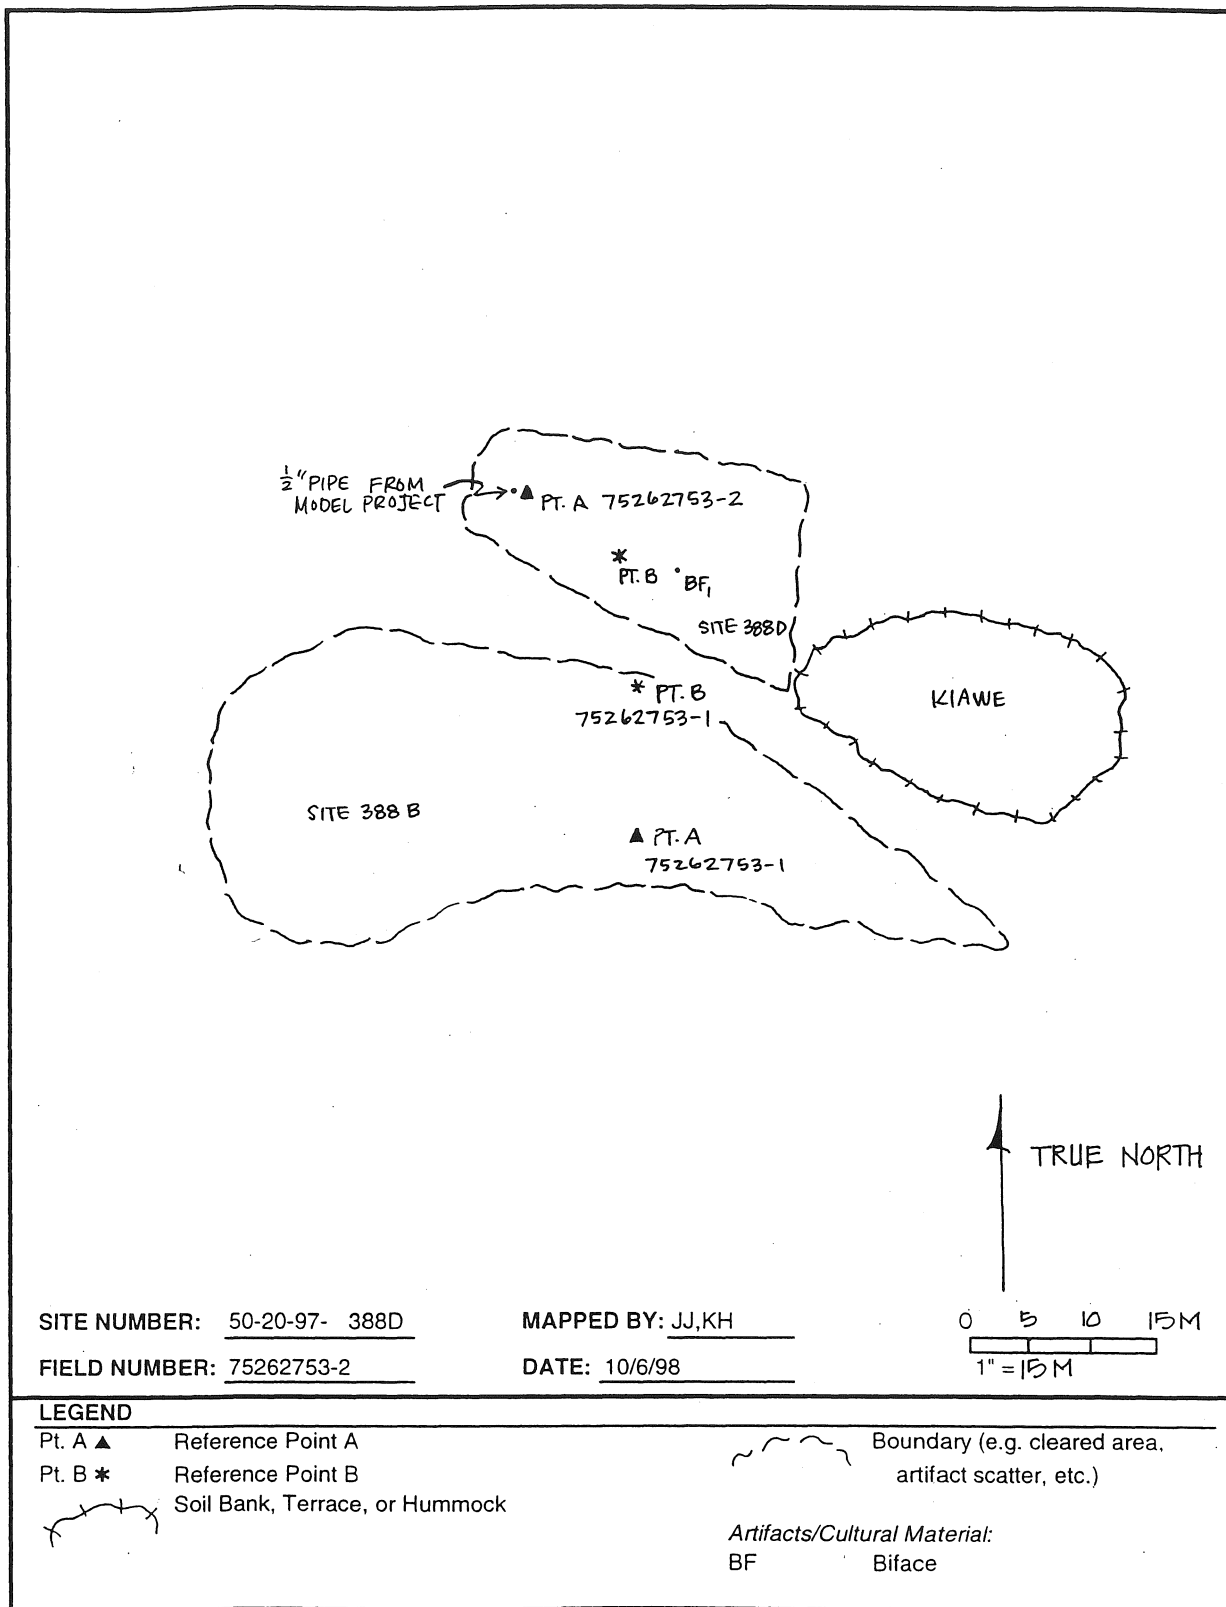 ½" PIPE FROM
MODEL PROJECT
PT. A 75262753-2
PT. B
BF1
SITE 388D
KIAWE
PT. B
75262753-1
SITE 388 B
PT. A
75262753-1
TRUE NORTH
SITE NUMBER: 50-20-97- 388D
MAPPED BY: JJ,KH
0 5 10 15M
FIELD NUMBER: 75262753-2
DATE: 10/6/98
1" = 15 M
LEGEND
Pt. A ▲ Reference Point A
Pt. B * Reference Point B
Soil Bank, Terrace, or Hummock
Boundary (e.g. cleared area,
artifact scatter, etc.)
Artifacts/Cultural Material:
BF Biface